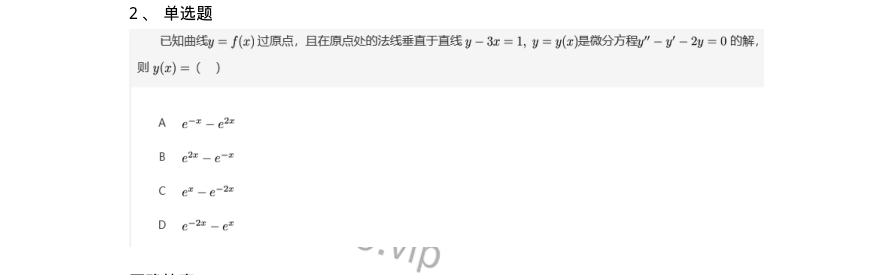 2 、 单选题
已知曲线y = f(x) 过原点，且在原点处的法线垂直于直线 y − 3x = 1, y = y(x)是微分方程y″ − y′ − 2y = 0 的解，
则 y(x) = ( )
A e^{−x} − e^{2x}
B e^{2x} − e^{−x}
C e^{x} − e^{−2x}
D e^{−2x} − e^{x}
.vip